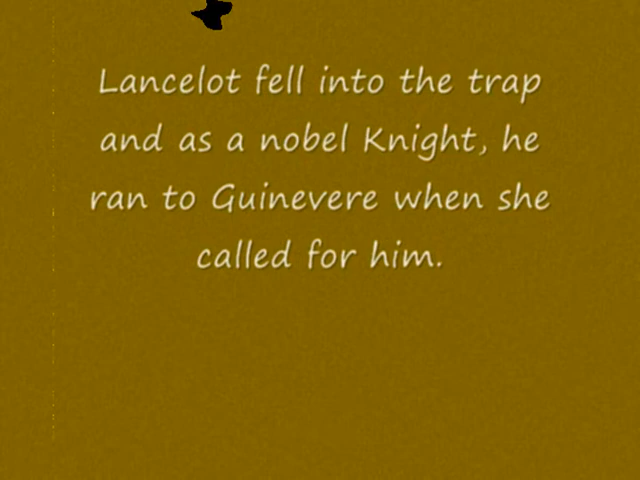 Lancelot fell into the trap
and as a nobel Knight, he
ran to Guinevere when she
called for him.